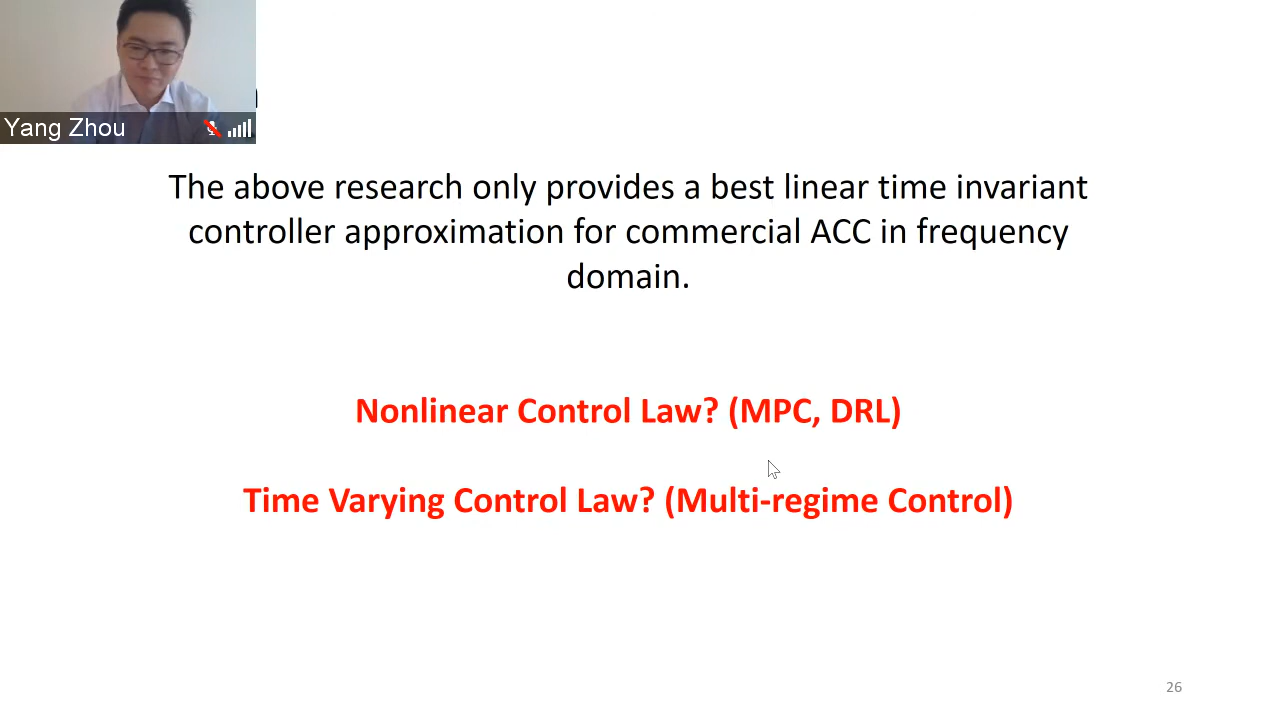 Yang Zhou
The above research only provides a best linear time invariant
controller approximation for commercial ACC in frequency
domain.
Nonlinear Control Law? (MPC, DRL)
Time Varying Control Law? (Multi-regime Control)
26